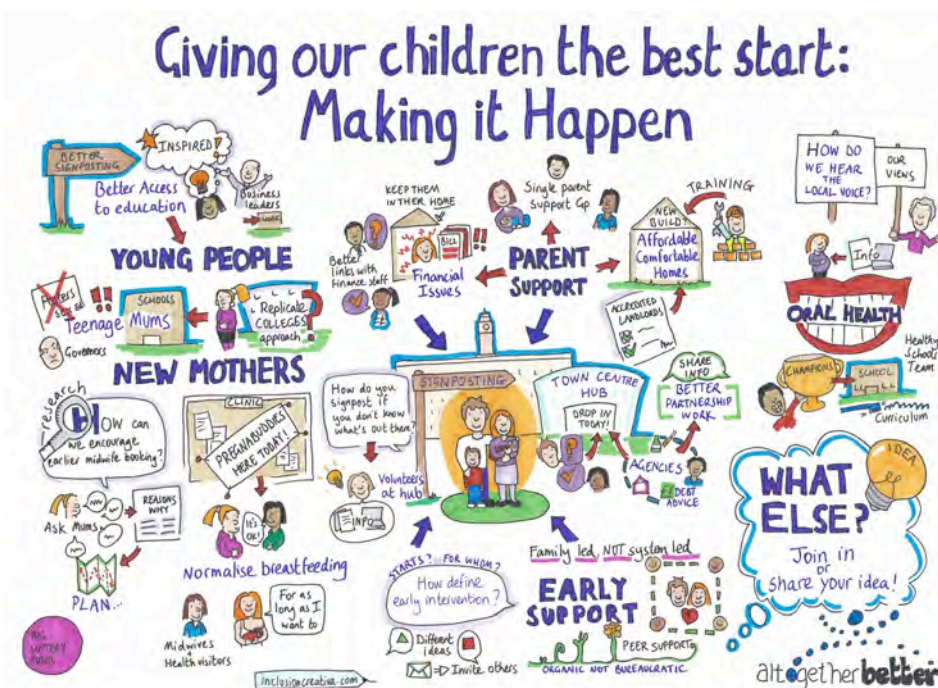 Giving our children the best start:
Making it Happen
BETTER
SIGNPOSTING
INSPIRED!
Better Access
to education
Business
leaders
YOUNG PEOPLE
Teenage Mums
SCHOOLS
Governors
Replicate
COLLEGES
approach
?
NEW MOTHERS
research
How can
we encourage
earlier midwife booking?
Ask Mums
REASONS
WHY
PLAN...
CLINIC
PREGNABUDDIES
HERE TODAY!
It's
OK!
Normalise breastfeeding
Midwives
+
Health visitors
For as
long as I
want to
BIG
LOTTERY
FUND
inclusioncreativa.com
KEEP THEM
IN THEIR HOME
BILL
!!
Better
links with
Finance staff
Financial
Issues
Single parent
Support Gp
PARENT
SUPPORT
TRAINING
NEW
BUILD?
Affordable
Comfortable
Homes
ACCREDITED
LANDLORDS
How do you
signpost if
you don't know
what's out there?
Volunteers
at hub
INFO
SIGNPOSTING
TOWN CENTRE
HUB
DROP IN
TODAY!
SHARE
INFO
BETTER
PARTNERSHIP
WORK
AGENCIES
DEBT
ADVICE
STARTS? FOR WHOM?
How define
early intervention?
Different
ideas
Invite others
Family led, NOT system led
EARLY
SUPPORT
PEER SUPPORT
ORGANIC NOT BUREAUCRATIC
HOW DO
WE HEAR
THE
LOCAL VOICE?
OUR
VIEWS
Info
ORAL HEALTH
Healthy
Schools
Team
CHAMPIONS
SCHOOL
Curriculum
IDEA
WHAT
ELSE?
Join in
or
share your idea!
altogether better